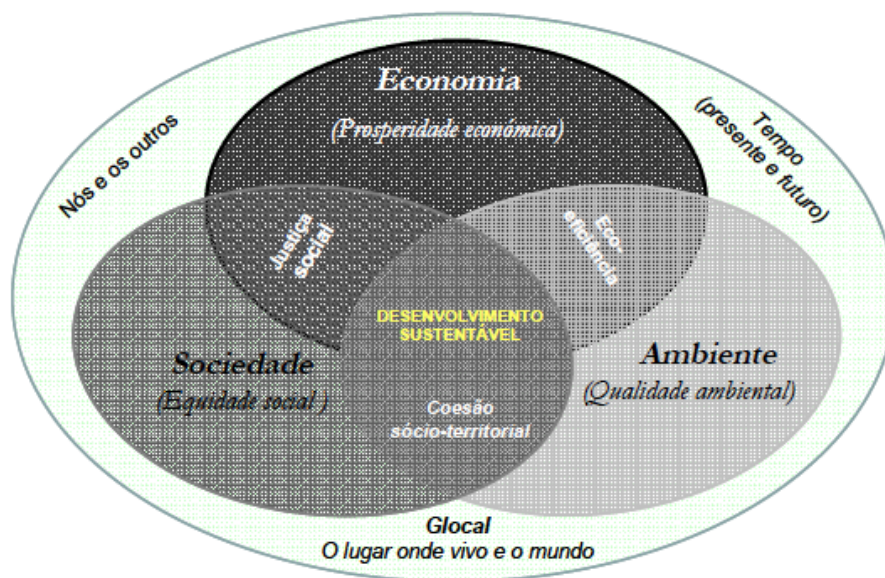 Economia
(Prosperidade económica)
Nós e os outros
Tempo
(presente e futuro)
Justiça
social
Eco-
eficiência
DESENVOLVIMENTO
SUSTENTÁVEL
Sociedade
(Equidade social )
Ambiente
(Qualidade ambiental)
Coesão
sócio-territorial
Glocal
O lugar onde vivo e o mundo